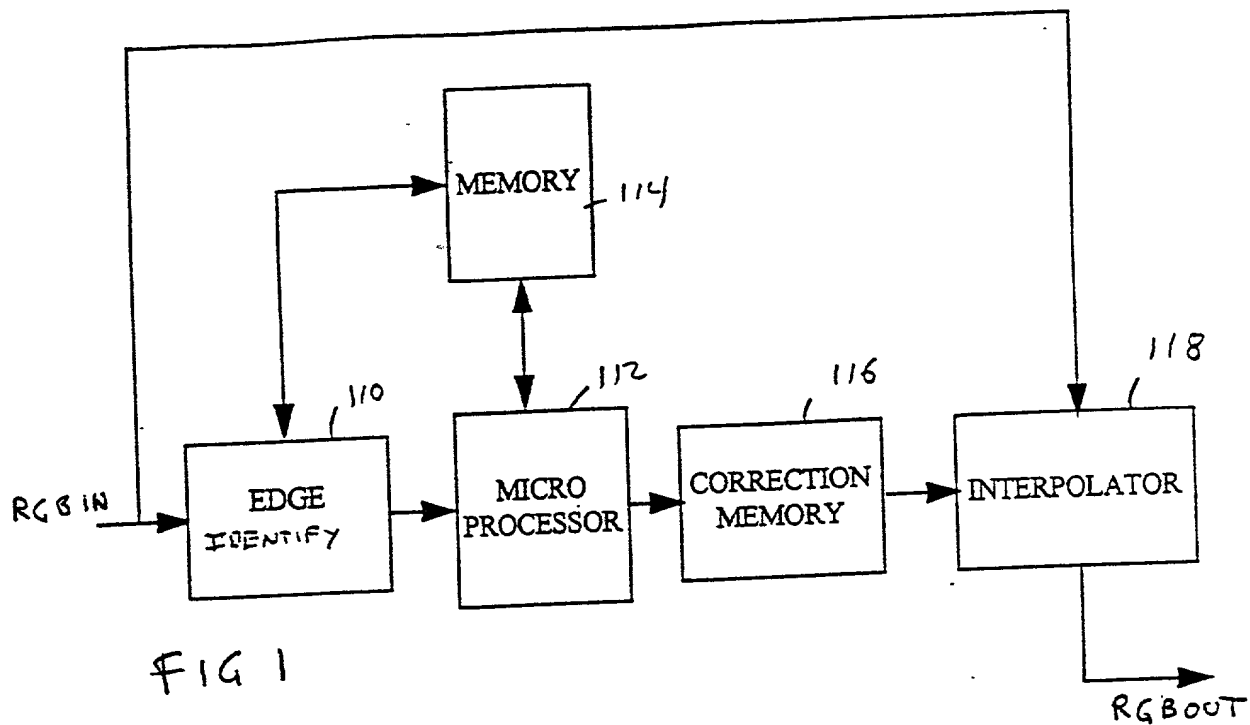 MEMORY
114
110
112
116
118
RGB IN
EDGE
IDENTIFY
MICRO
PROCESSOR
CORRECTION
MEMORY
INTERPOLATOR
FIG 1
RGBOUT